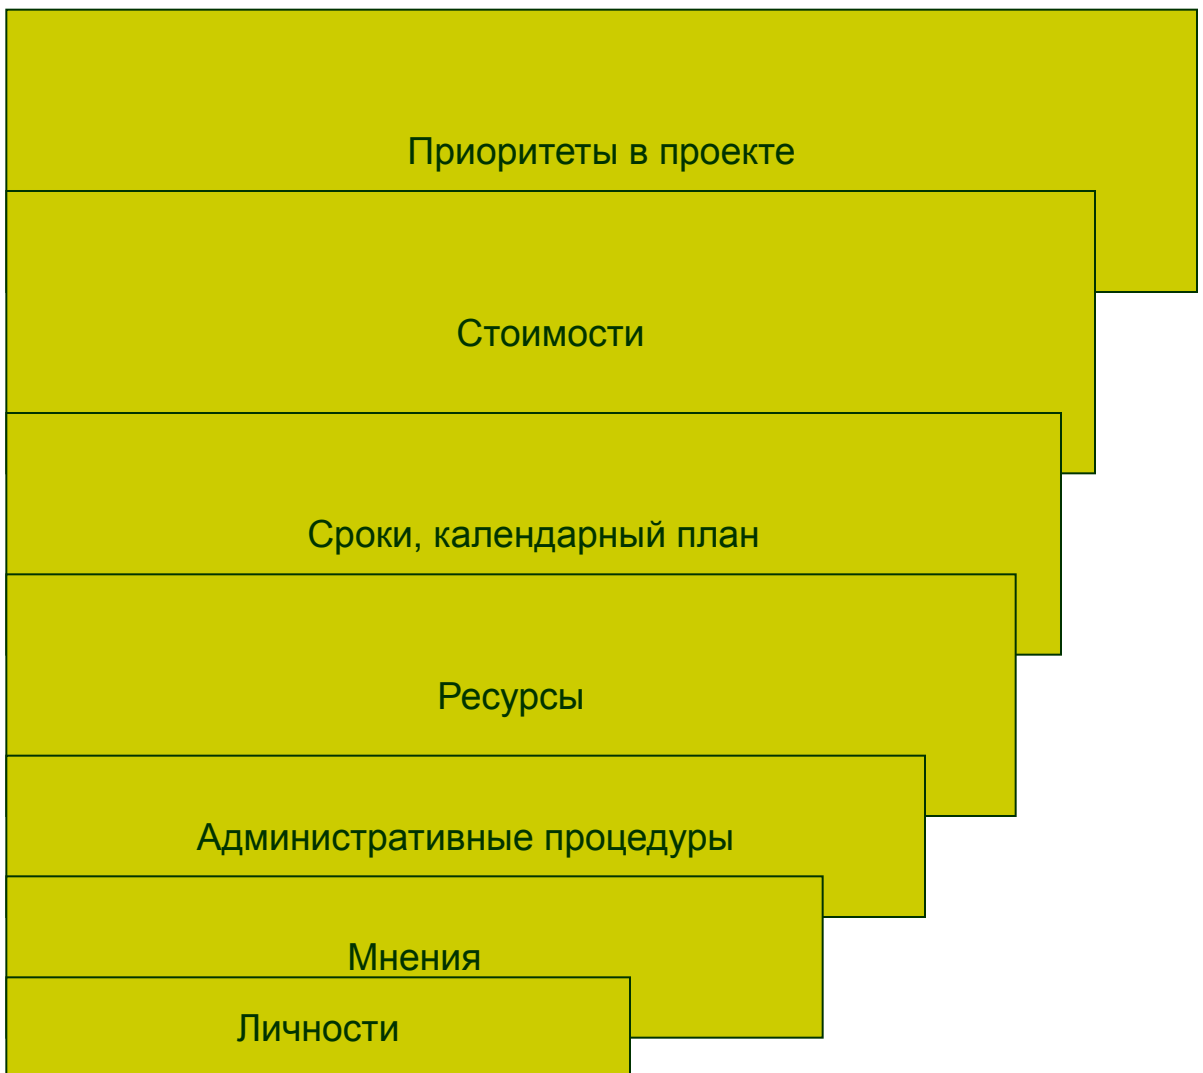 Приоритеты в проекте
Стоимости
Сроки, календарный план
Ресурсы
Административные процедуры
Мнения
Личности